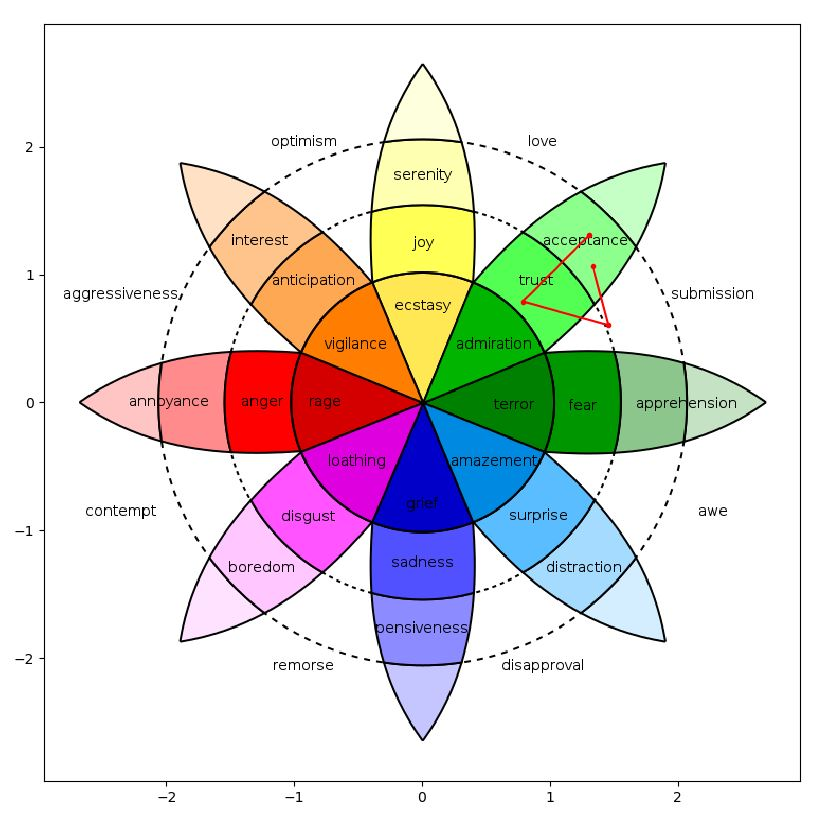 2
optimism
love
serenity
interest
joy
acceptance
anticipation
trust
1
aggressiveness
ecstasy
submission
vigilance
admiration
0
annoyance
anger
rage
terror
fear
apprehension
loathing
amazement
contempt
grief
awe
−1
disgust
surprise
boredom
sadness
distraction
pensiveness
−2
remorse
disapproval
−2
−1
0
1
2